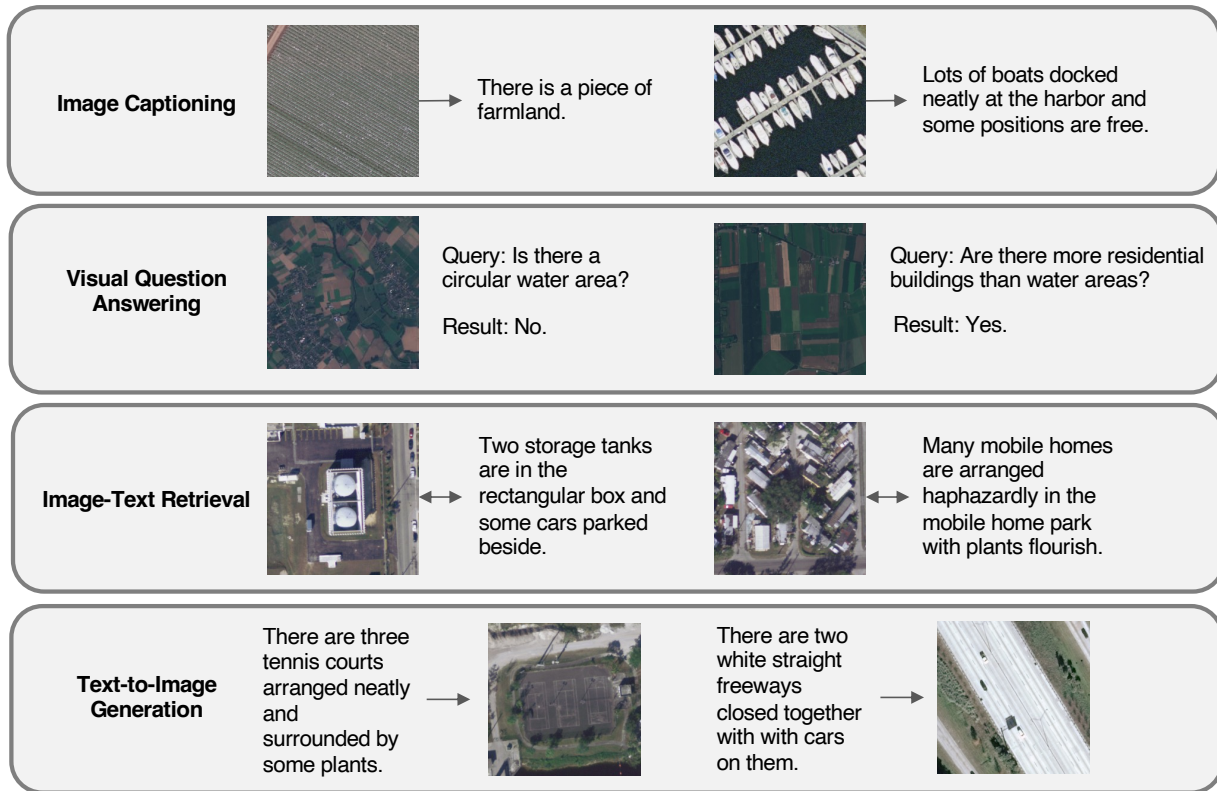 Image Captioning
There is a piece of
farmland.
Lots of boats docked
neatly at the harbor and
some positions are free.
Visual Question
Answering
Query: Is there a
circular water area?
Result: No.
Query: Are there more residential
buildings than water areas?
Result: Yes.
Image-Text Retrieval
Two storage tanks
are in the
rectangular box and
some cars parked
beside.
Many mobile homes
are arranged
haphazardly in the
mobile home park
with plants flourish.
Text-to-Image
Generation
There are three
tennis courts
arranged neatly
and
surrounded by
some plants.
There are two
white straight
freeways
closed together
with with cars
on them.